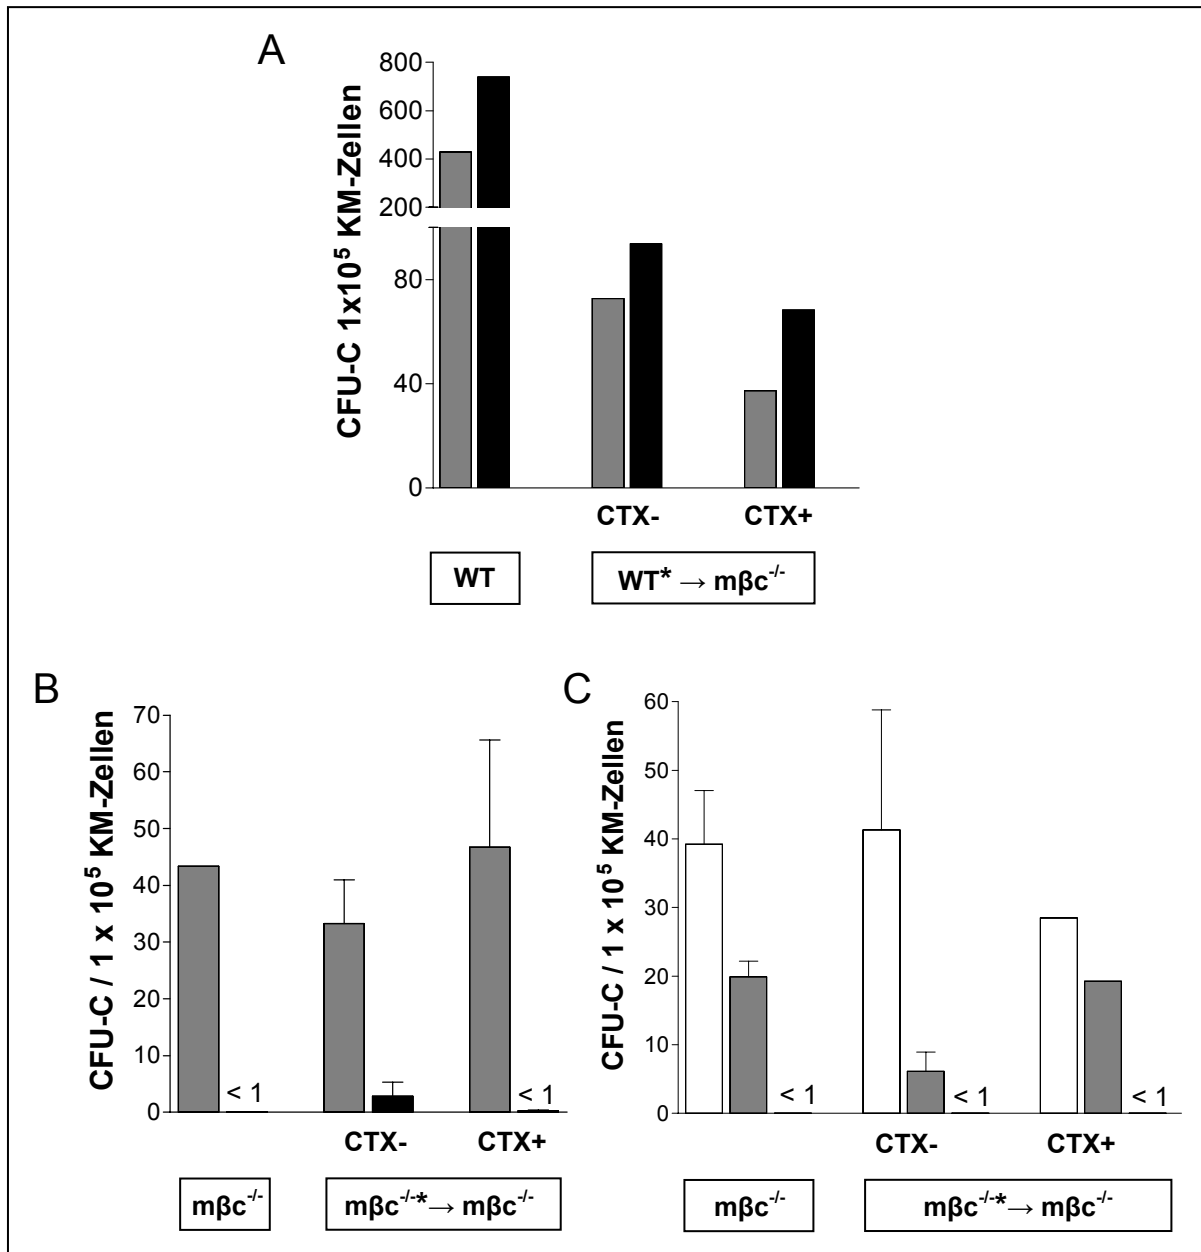 A
CFU-C 1x10⁵ KM-Zellen
800
600
400
200
80
40
0
CTX- CTX+
WT WT* → mβc⁻/⁻
B
CFU-C / 1 x 10⁵ KM-Zellen
70
60
50
40
30
20
10
0
< 1 < 1
CTX- CTX+
mβc⁻/⁻ mβc⁻/⁻* → mβc⁻/⁻
C
CFU-C / 1 x 10⁵ KM-Zellen
60
50
40
30
20
10
0
< 1 < 1 < 1
CTX- CTX+
mβc⁻/⁻ mβc⁻/⁻* → mβc⁻/⁻